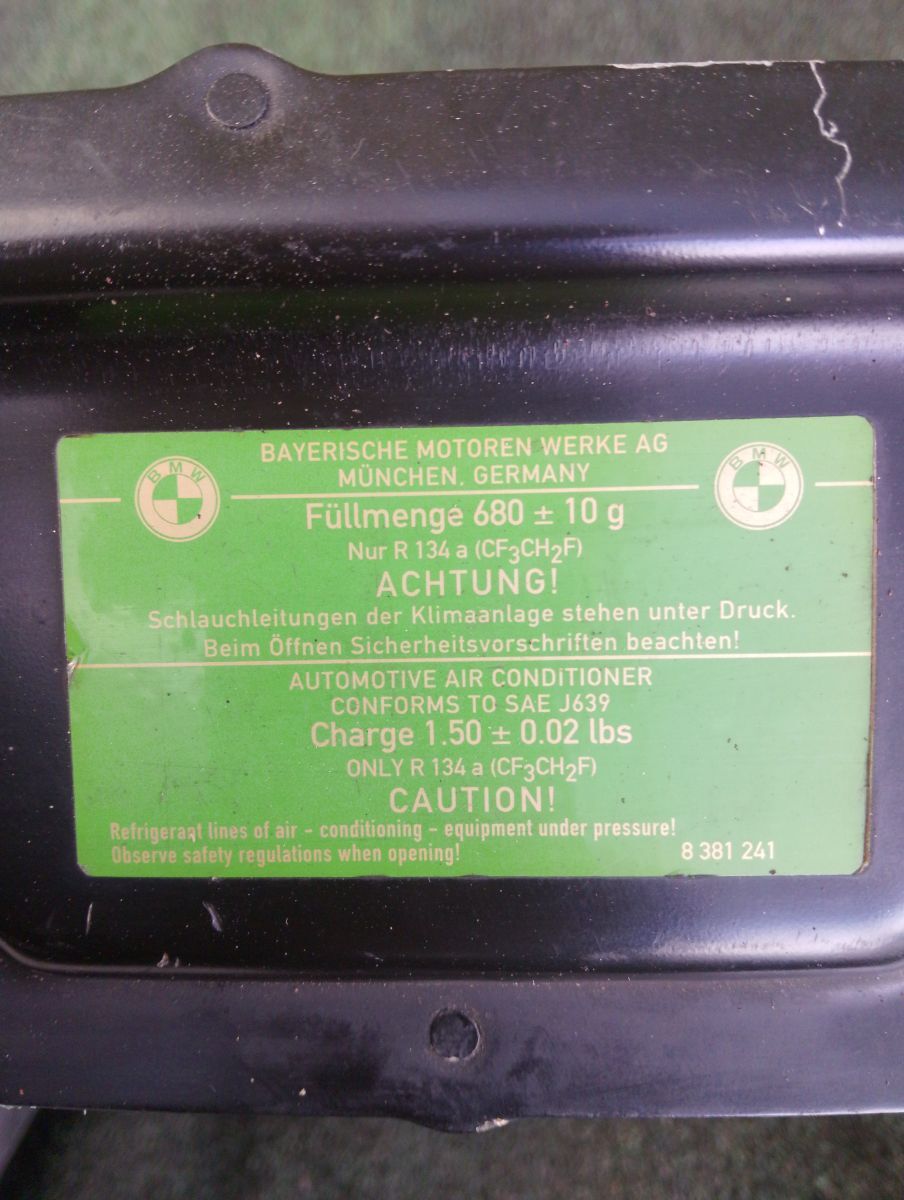 BAYERISCHE MOTOREN WERKE AG
MÜNCHEN, GERMANY
BMW
BMW
Füllmenge 680 ± 10 g
Nur R 134 a (CF₃CH₂F)
ACHTUNG!
Schlauchleitungen der Klimaanlage stehen unter Druck.
Beim Öffnen Sicherheitsvorschriften beachten!
AUTOMOTIVE AIR CONDITIONER
CONFORMS TO SAE J639
Charge 1.50 ± 0.02 lbs
ONLY R 134 a (CF₃CH₂F)
CAUTION!
Refrigerant lines of air - conditioning - equipment under pressure!
Observe safety regulations when opening!
8 381 241